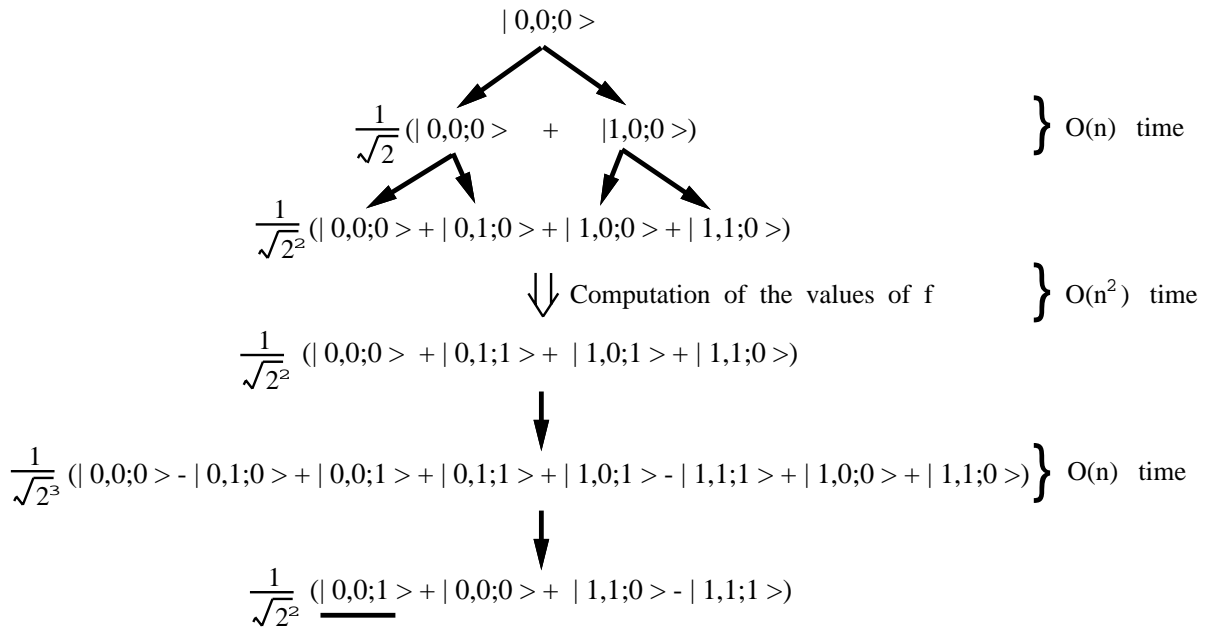 | 0,0;0 >
1/√2 (| 0,0;0 > + |1,0;0 >) } O(n) time
1/√2² (| 0,0;0 > + | 0,1;0 > + | 1,0;0 > + | 1,1;0 >)
⇓ Computation of the values of f } O(n²) time
1/√2² (| 0,0;0 > + | 0,1;1 > + | 1,0;1 > + | 1,1;0 >)
1/√2³ (| 0,0;0 > - | 0,1;0 > + | 0,0;1 > + | 0,1;1 > + | 1,0;1 > - | 1,1;1 > + | 1,0;0 > + | 1,1;0 >) } O(n) time
1/√2² (| 0,0;1 > + | 0,0;0 > + | 1,1;0 > - | 1,1;1 >)